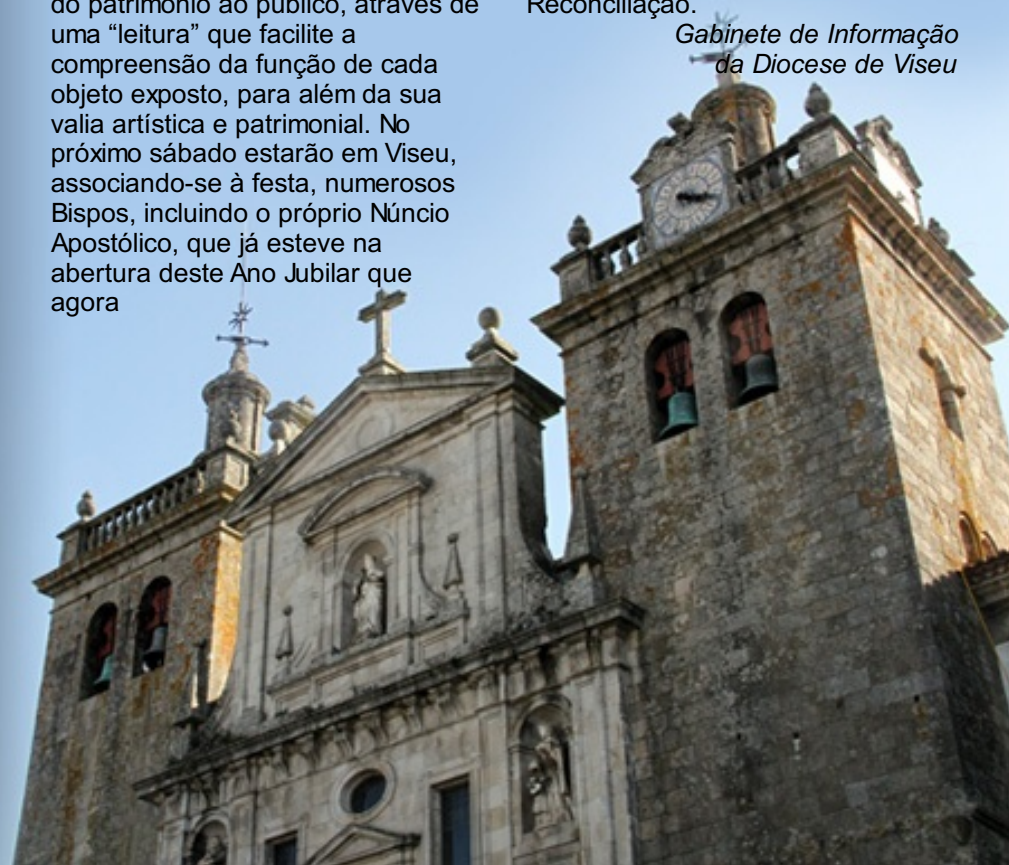 do património ao público, através de
uma “leitura” que facilite a
compreensão da função de cada
objeto exposto, para além da sua
valia artística e patrimonial. No
próximo sábado estarão em Viseu,
associando-se à festa, numerosos
Bispos, incluindo o próprio Núncio
Apostólico, que já esteve na
abertura deste Ano Jubilar que
agora
Reconciliação.
Gabinete de Informação
da Diocese de Viseu